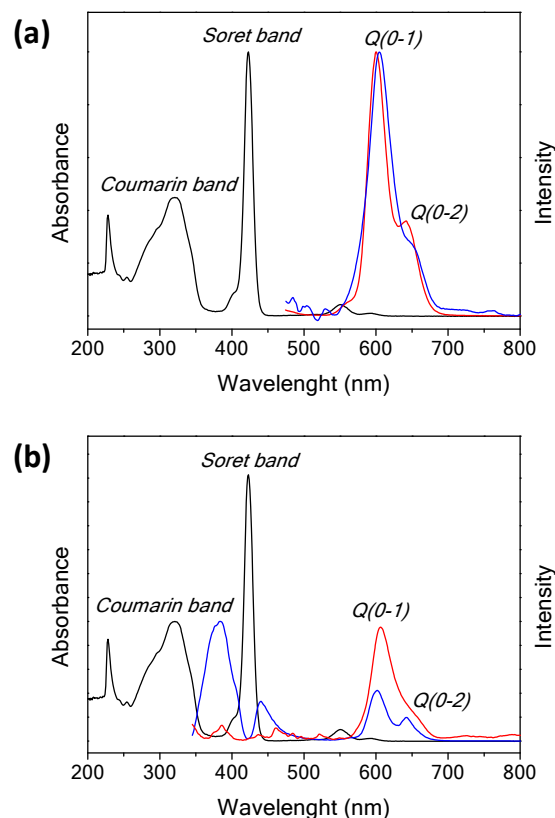 (a)
Soret band
Q(0-1)
Coumarin band
Q(0-2)
Absorbance
Intensity
200 300 400 500 600 700 800
Wavelenght (nm)
(b)
Soret band
Coumarin band
Q(0-1)
Q(0-2)
Absorbance
Intensity
200 300 400 500 600 700 800
Wavelenght (nm)